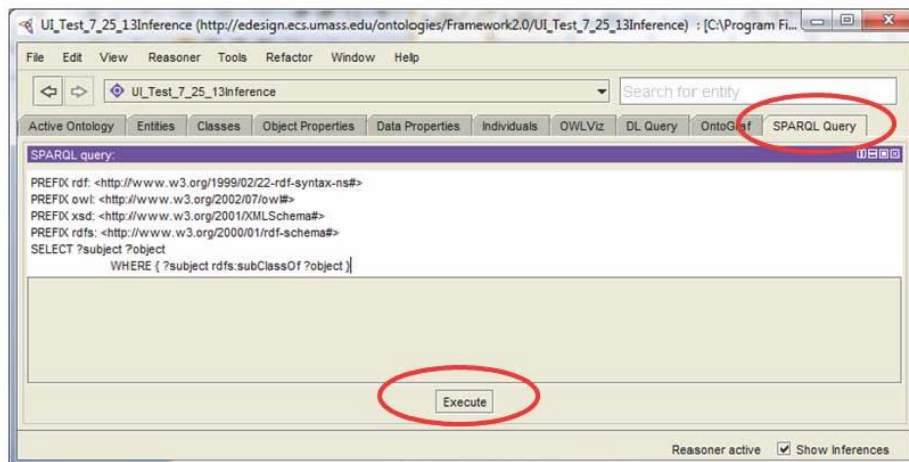 UI_Test_7_25_13Inference (http://edesign.ecs.umass.edu/ontologies/Framework2.0/UI_Test_7_25_13Inference) : [C:\Program Fi...
File Edit View Reasoner Tools Refactor Window Help
UI_Test_7_25_13Inference Search for entity
Active Ontology Entities Classes Object Properties Data Properties Individuals OWLViz DL Query OntoGraf SPARQL Query
SPARQL query:
PREFIX rdf: <http://www.w3.org/1999/02/22-rdf-syntax-ns#>
PREFIX owl: <http://www.w3.org/2002/07/owl#>
PREFIX xsd: <http://www.w3.org/2001/XMLSchema#>
PREFIX rdfs: <http://www.w3.org/2000/01/rdf-schema#>
SELECT ?subject ?object
WHERE { ?subject rdfs:subClassOf ?object }
Execute
Reasoner active Show Inferences